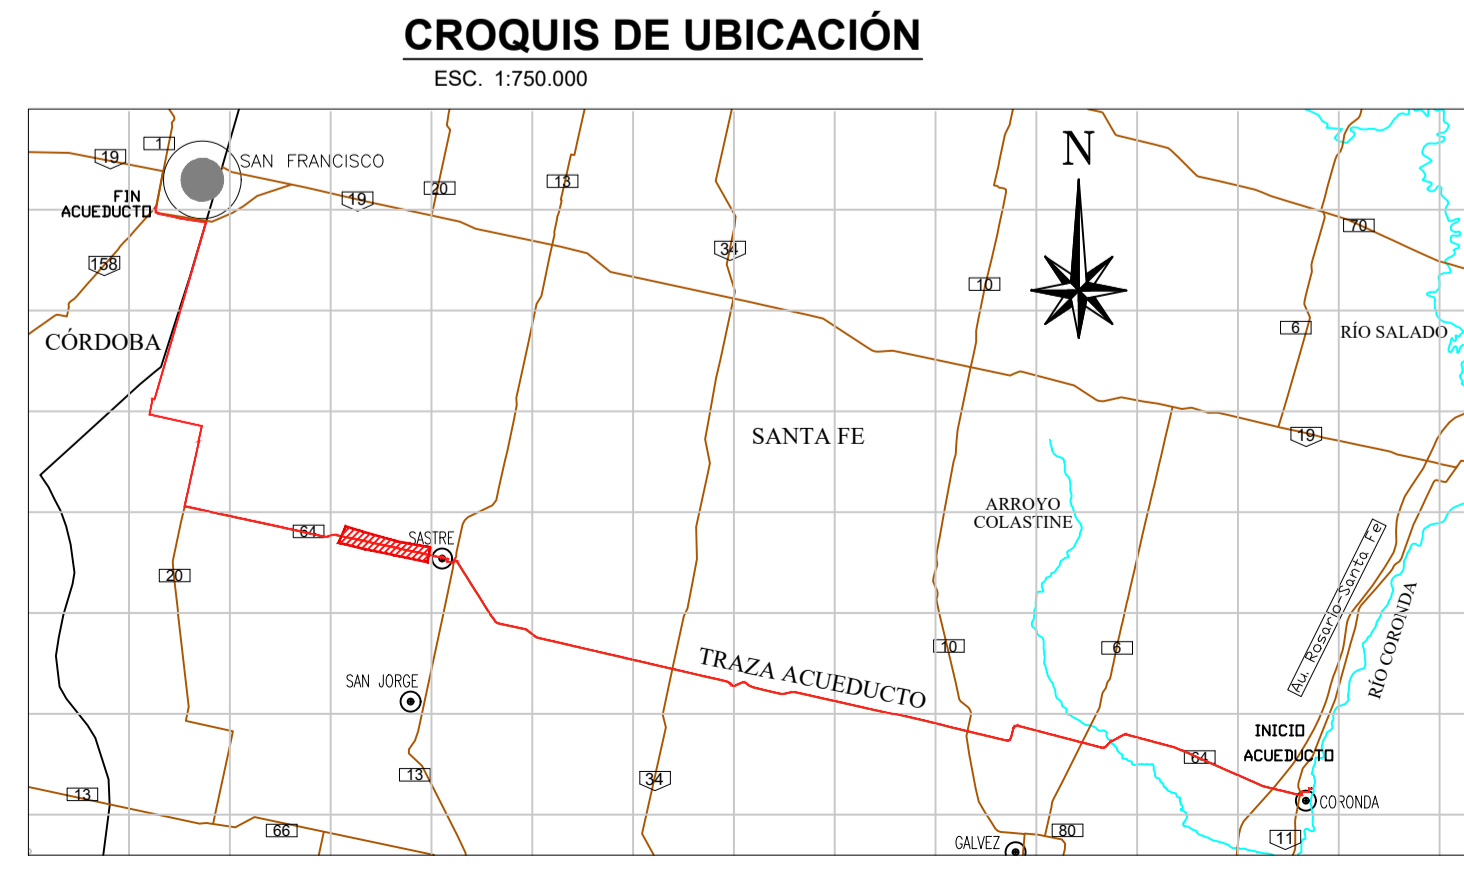 CROQUIS DE UBICACIÓN
ESC. 1:750.000
1
19
SAN FRANCISCO
FIN
ACUEDUCTO
19
20
13
158
34
10
N
70
6
RÍO SALADO
CÓRDOBA
SANTA FE
19
ARROYO
COLASTINE
64
SASTRE
20
Au. Rosario-Santa Fe
RÍO CORONDA
10
6
TRAZA ACUEDUCTO
SAN JORGE
INICIO
ACUEDUCTO
64
13
34
13
CORONDA
66
80
11
GALVEZ